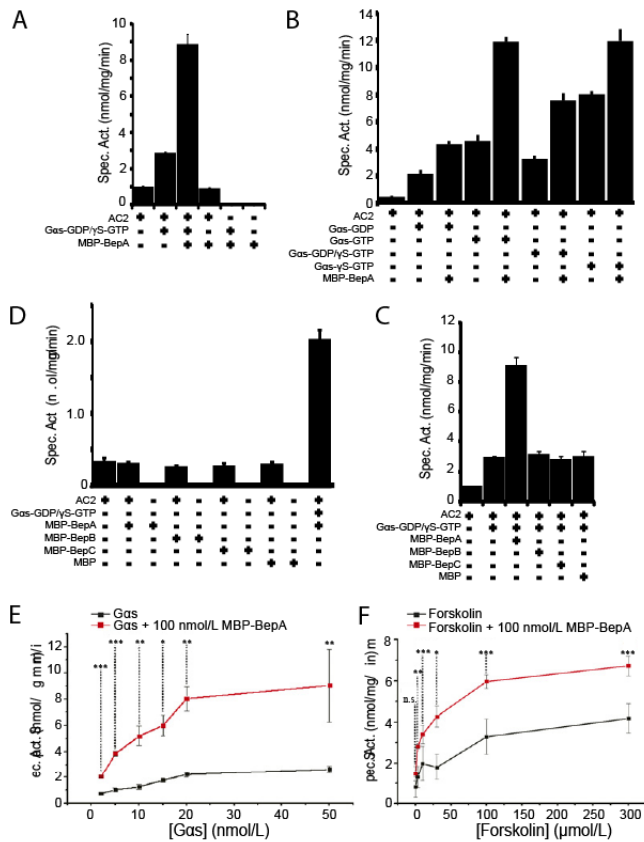 A
Spec. Act. (nmol/mg/min)
10
8
6
4
2
0
AC2 + + + + - -
Gαs-GDP/γS-GTP - + + - + -
MBP-BepA - - + + + +
B
Spec. Act. (nmol/mg/min)
14
12
10
8
6
4
2
0
AC2 + + + + + + + + +
Gαs-GDP - + + - - - - - -
Gαs-GTP - - - + + - - - -
Gαs-GDP/γS-GTP - - - - - + + - -
Gαs-γS-GTP - - - - - - - + +
MBP-BepA - - + - + - + - +
D
Spec. Act (n .ol/mg/min)
2.0
1.0
0
AC2 + + - + - + - + - +
Gαs-GDP/γS-GTP - - - - - - - - - +
MBP-BepA - + + - - - - - - +
MBP-BepB - - - + + - - - - -
MBP-BepC - - - - - + + - - -
MBP - - - - - - - + + -
C
Spec. Act. (nmol/mg/min)
12
10
8
6
4
2
0
AC2 + + + + + +
Gαs-GDP/γS-GTP - + + + + +
MBP-BepA - - + - - -
MBP-BepB - - - + - -
MBP-BepC - - - - + -
MBP - - - - - +
E
Gαs
Gαs + 100 nmol/L MBP-BepA
12
10
8
6
4
2
0
*** *** ** * ** **
0 10 20 30 40 50
[Gαs] (nmol/L)
F
Forskolin
Forskolin + 100 nmol/L MBP-BepA
8
6
4
2
0
n.s. ** *** * *** ***
0 50 100 150 200 250 300
[Forskolin] (μmol/L)